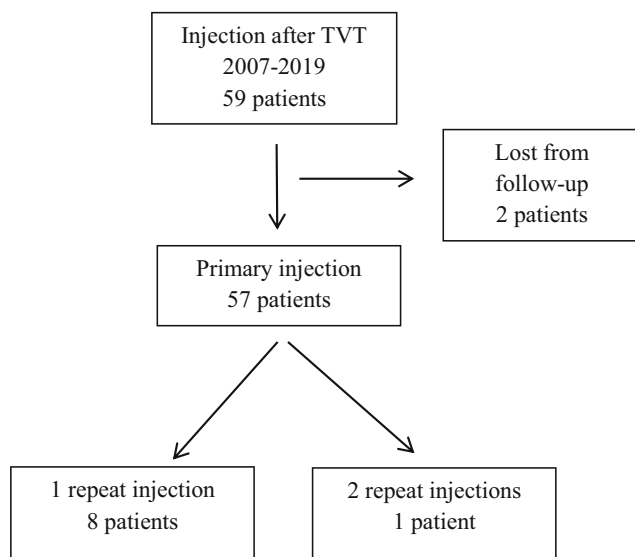 Injection after TVT
2007-2019
59 patients
Lost from
follow-up
2 patients
Primary injection
57 patients
1 repeat injection
8 patients
2 repeat injections
1 patient